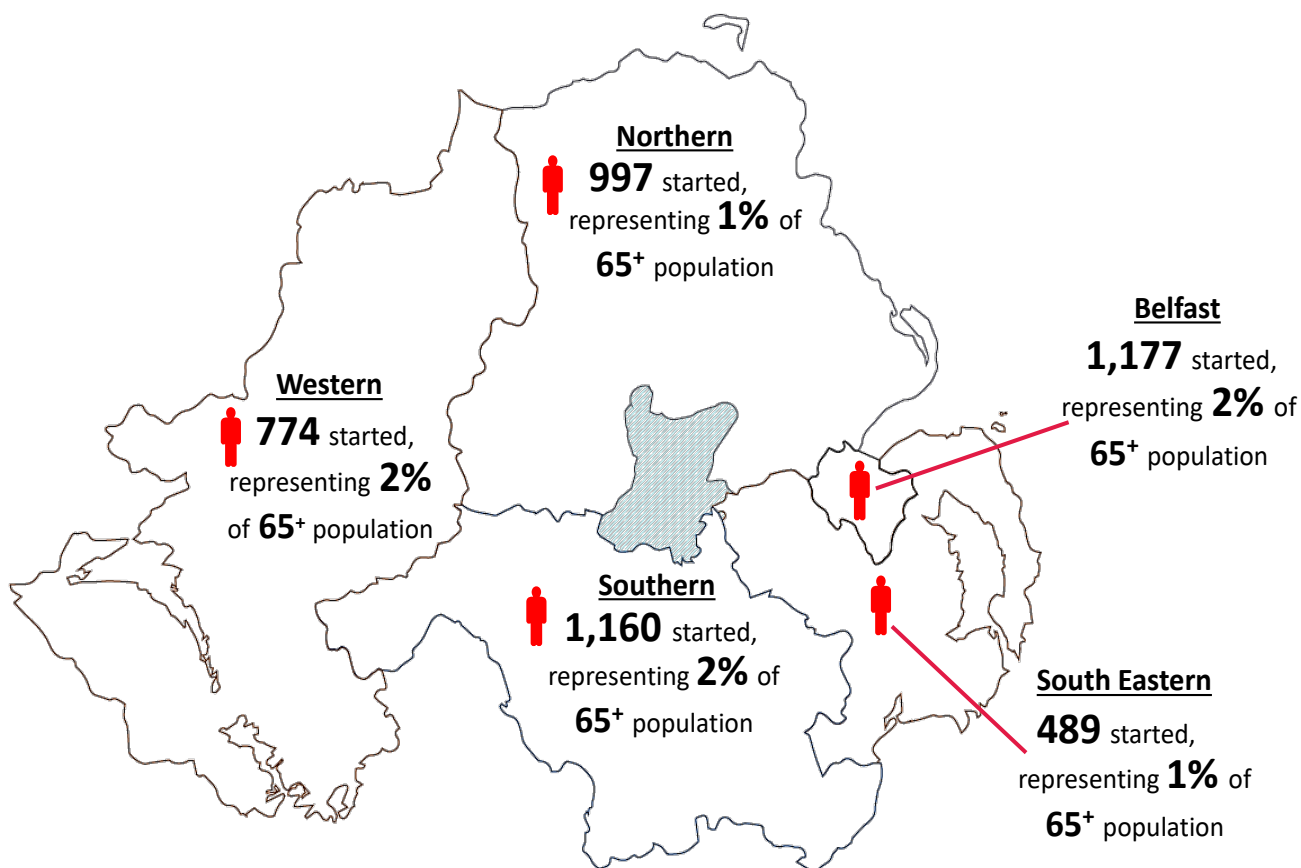 Northern
997 started,
representing 1% of
65+ population
Belfast
1,177 started,
representing 2% of
65+ population
Western
774 started,
representing 2%
of 65+ population
Southern
1,160 started,
representing 2% of
65+ population
South Eastern
489 started,
representing 1% of
65+ population